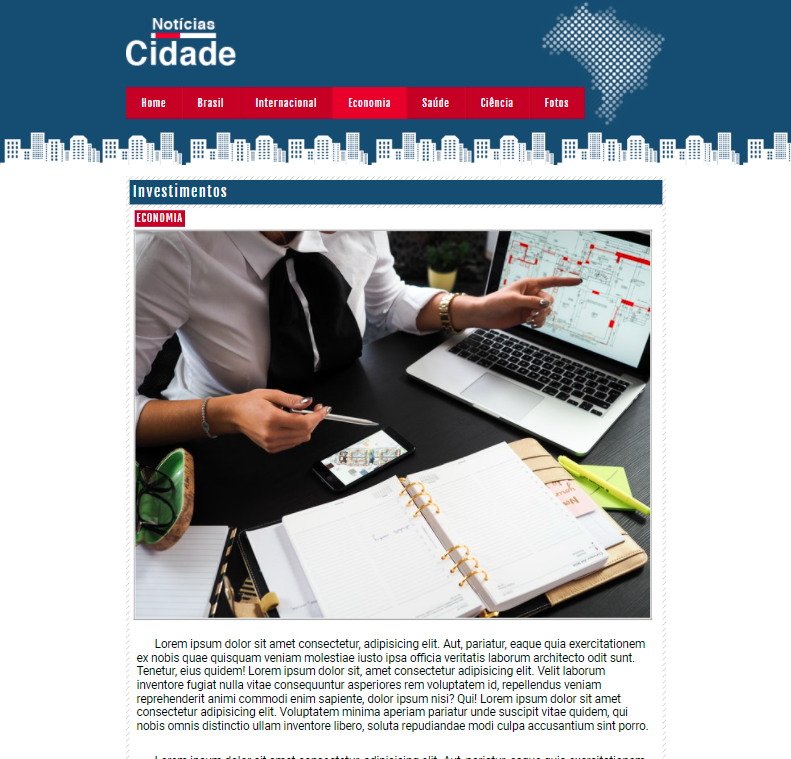 Notícias
Cidade
Home Brasil Internacional Economia Saúde Ciência Fotos
Investimentos
ECONOMIA
Lorem ipsum dolor sit amet consectetur, adipisicing elit. Aut, pariatur, eaque quia exercitationem
ex nobis quae quisquam veniam molestiae iusto ipsa officia veritatis laborum architecto odit sunt.
Tenetur, eius quidem! Lorem ipsum dolor sit, amet consectetur adipisicing elit. Velit laborum
inventore fugiat nulla vitae consequuntur asperiores rem voluptatem id, repellendus veniam
reprehenderit animi commodi enim sapiente, dolor ipsum nisi? Qui! Lorem ipsum dolor sit amet
consectetur adipisicing elit. Voluptatem minima aperiam pariatur unde suscipit vitae quidem, qui
nobis omnis distinctio ullam inventore libero, soluta repudiandae modi culpa accusantium sint porro.
Lorem ipsum dolor sit amet consectetur, adipisicing elit. Aut, pariatur, eaque quia exercitationem